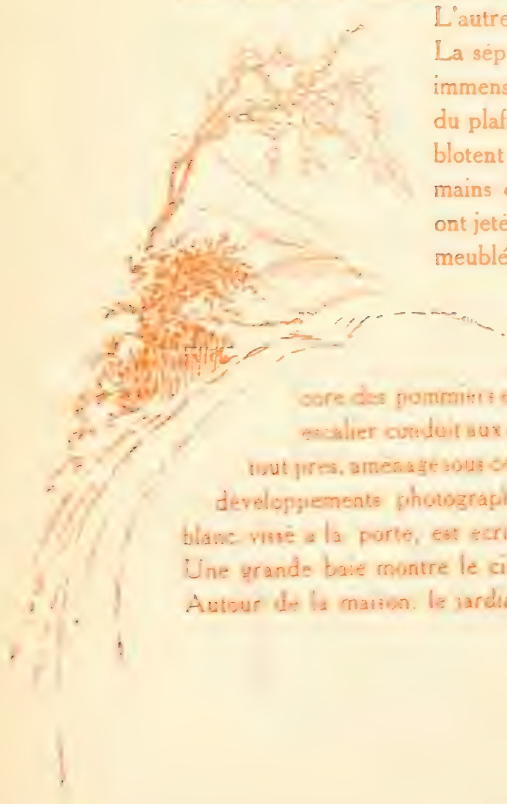 L'autre
La sép
immens
du plaf
blotent
mains
ont jeté
meublé
core des pommiers e
escalier conduit aux
tout près, aménagé sous
développements photograph
blanc vissé a la porte, est écr
Une grande baie montre le ci
Autour de la maison, le jardi